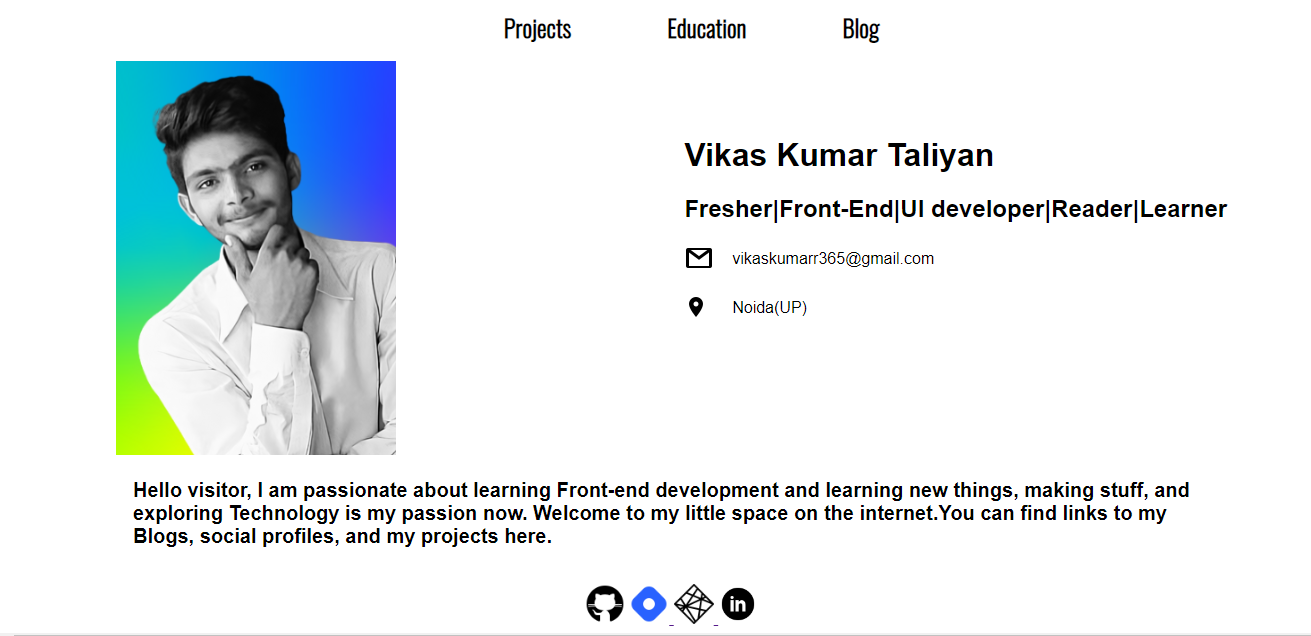 Projects Education Blog
Vikas Kumar Taliyan
Fresher|Front-End|UI developer|Reader|Learner
vikaskumarr365@gmail.com
Noida(UP)
Hello visitor, I am passionate about learning Front-end development and learning new things, making stuff, and
exploring Technology is my passion now. Welcome to my little space on the internet.You can find links to my
Blogs, social profiles, and my projects here.
in